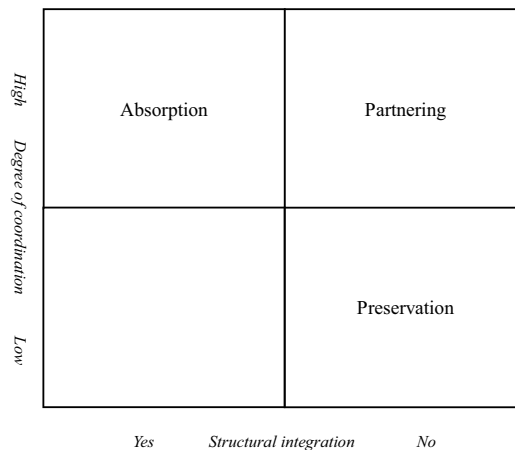 High
Absorption
Partnering
Degree of coordination
Preservation
Low
Yes
Structural integration
No